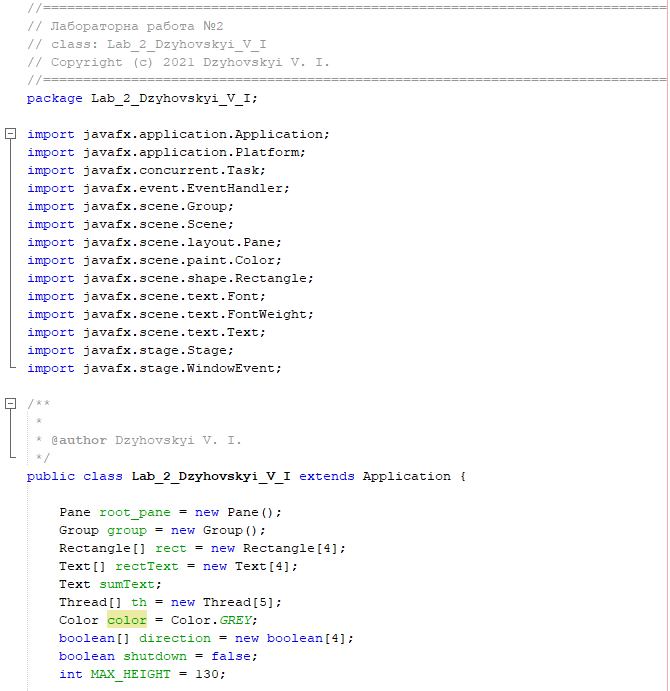 //==============================================================================
// Лабораторна работа №2
// class: Lab_2_Dzyhovskyi_V_I
// Copyright (c) 2021 Dzyhovskyi V. I.
//==============================================================================
package Lab_2_Dzyhovskyi_V_I;
import javafx.application.Application;
import javafx.application.Platform;
import javafx.concurrent.Task;
import javafx.event.EventHandler;
import javafx.scene.Group;
import javafx.scene.Scene;
import javafx.scene.layout.Pane;
import javafx.scene.paint.Color;
import javafx.scene.shape.Rectangle;
import javafx.scene.text.Font;
import javafx.scene.text.FontWeight;
import javafx.scene.text.Text;
import javafx.stage.Stage;
import javafx.stage.WindowEvent;
/**
 *
 * @author Dzyhovskyi V. I.
 */
public class Lab_2_Dzyhovskyi_V_I extends Application {
    Pane root_pane = new Pane();
    Group group = new Group();
    Rectangle[] rect = new Rectangle[4];
    Text[] rectText = new Text[4];
    Text sumText;
    Thread[] th = new Thread[5];
    Color color = Color.GREY;
    boolean[] direction = new boolean[4];
    boolean shutdown = false;
    int MAX_HEIGHT = 130;